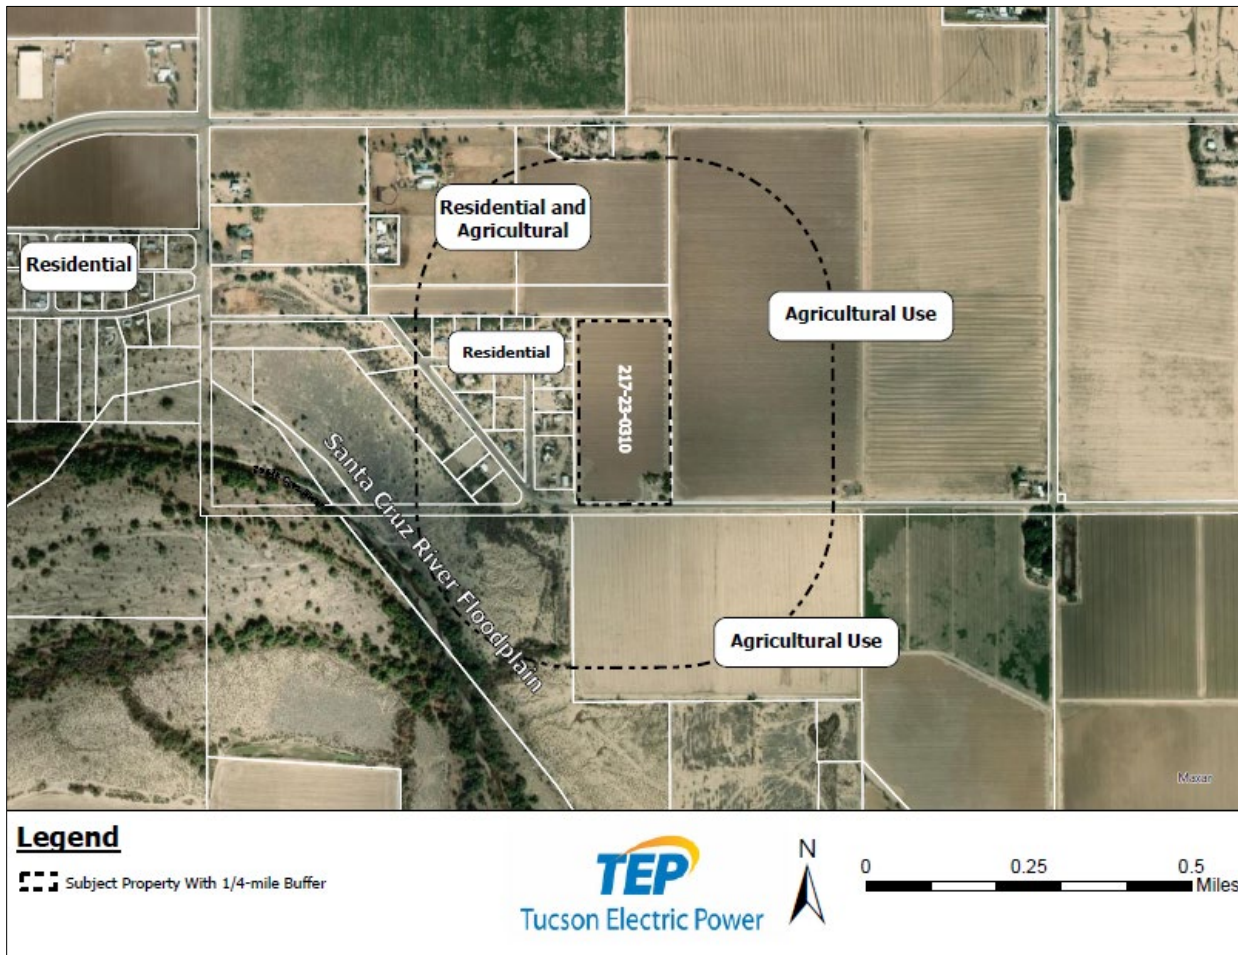 Residential and
Agricultural
Residential
Agricultural Use
Residential
217-23-0310
Santa Cruz River Floodplain
Agricultural Use
Maxar
Legend
Subject Property With 1/4-mile Buffer
TEP
Tucson Electric Power
N
0 0.25 0.5
Miles